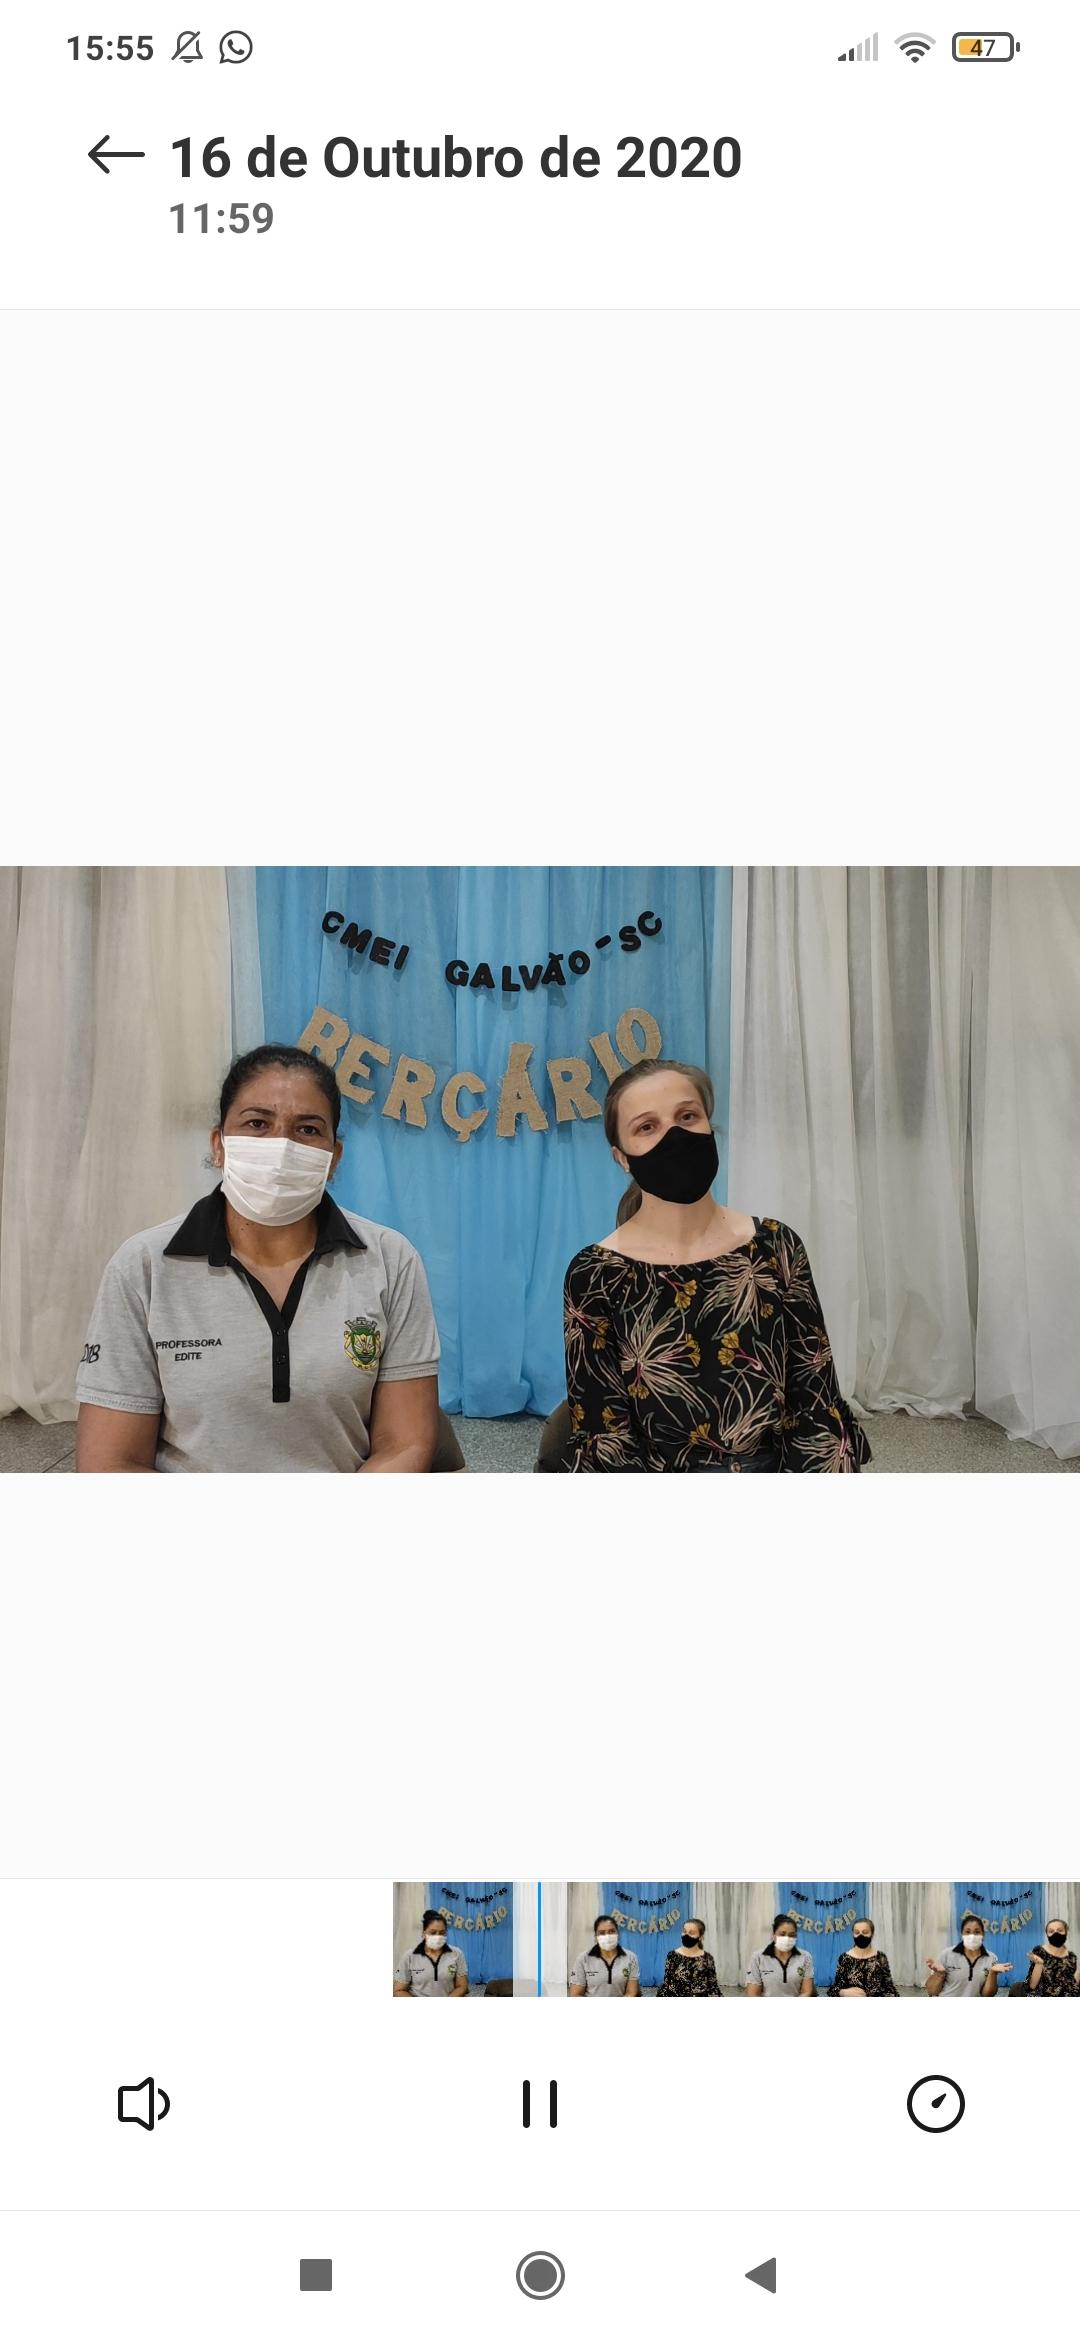 15:55
47
16 de Outubro de 2020
11:59
CMEI GALVÃO-SC
BERÇÁRIO
PROFESSORA
EDITE